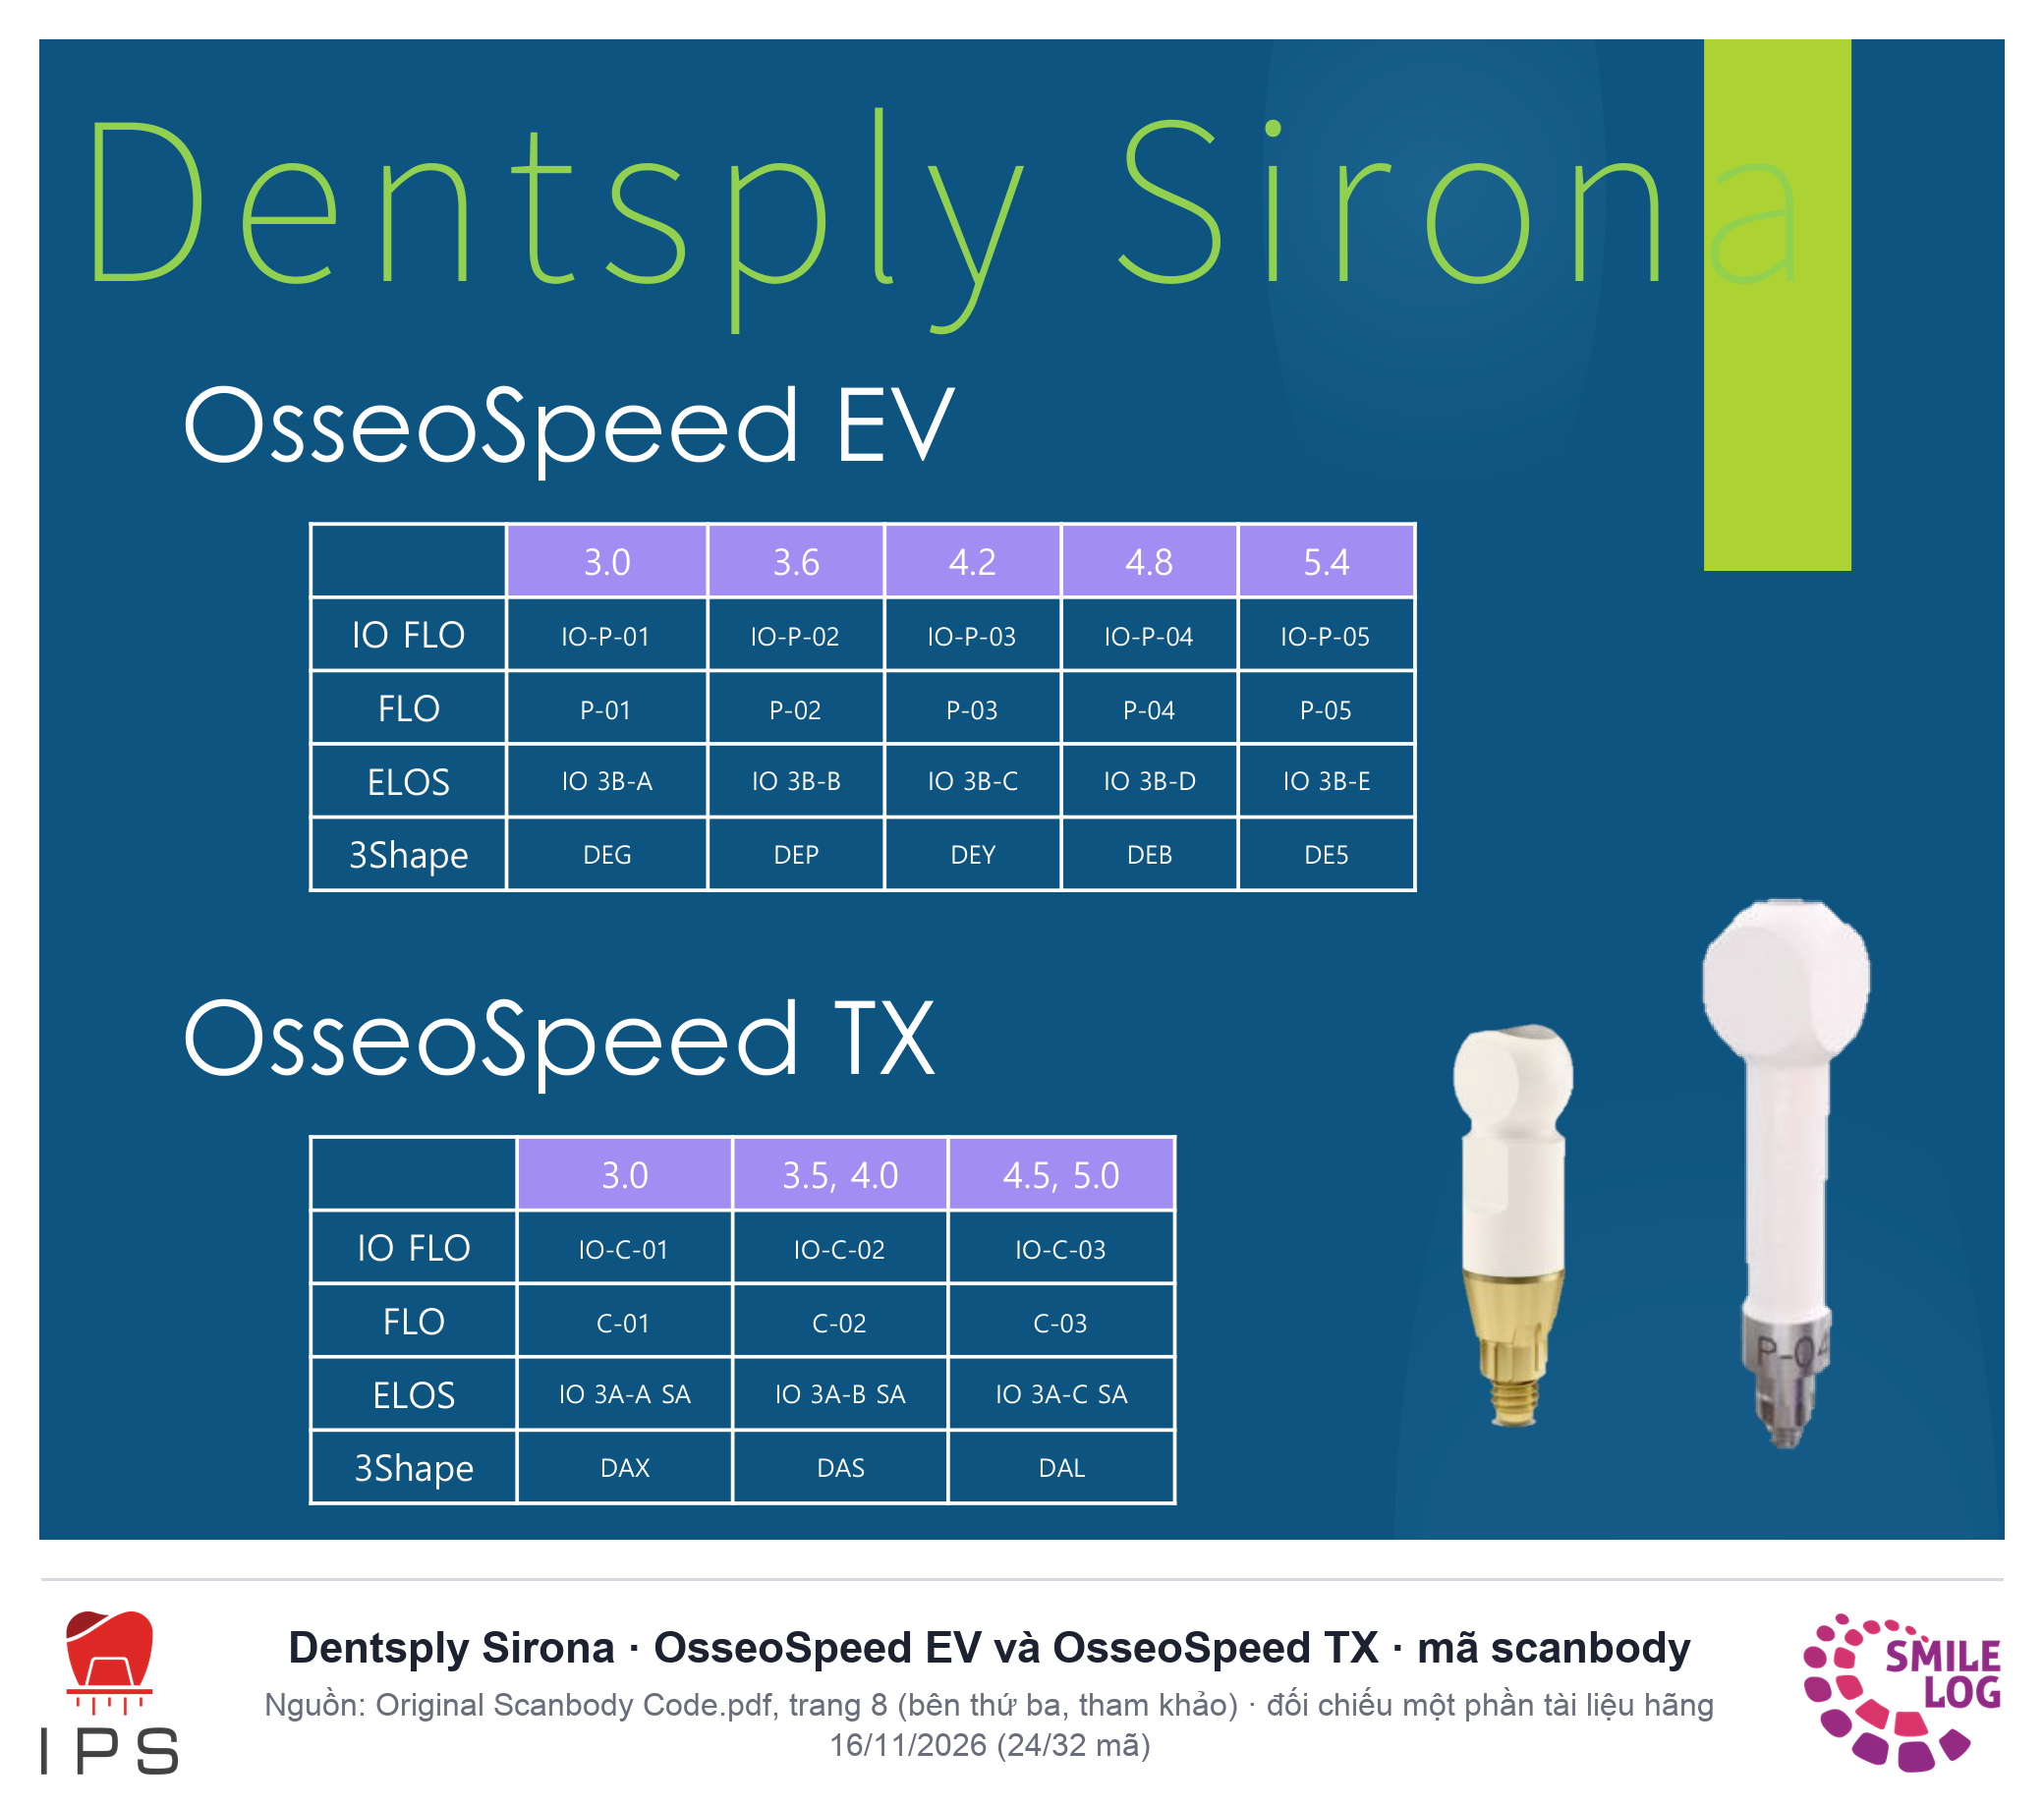 Dentsply Sirona
OsseoSpeed EV
3.0 3.6 4.2 4.8 5.4
IO FLO IO-P-01 IO-P-02 IO-P-03 IO-P-04 IO-P-05
FLO P-01 P-02 P-03 P-04 P-05
ELOS IO 3B-A IO 3B-B IO 3B-C IO 3B-D IO 3B-E
3Shape DEG DEP DEY DEB DE5
OsseoSpeed TX
3.0 3.5, 4.0 4.5, 5.0
IO FLO IO-C-01 IO-C-02 IO-C-03
FLO C-01 C-02 C-03
ELOS IO 3A-A SA IO 3A-B SA IO 3A-C SA
3Shape DAX DAS DAL
P-04
IPS
Dentsply Sirona · OsseoSpeed EV và OsseoSpeed TX · mã scanbody
Nguồn: Original Scanbody Code.pdf, trang 8 (bên thứ ba, tham khảo) · đối chiếu một phần tài liệu hãng
16/11/2026 (24/32 mã)
SMILE
LOG